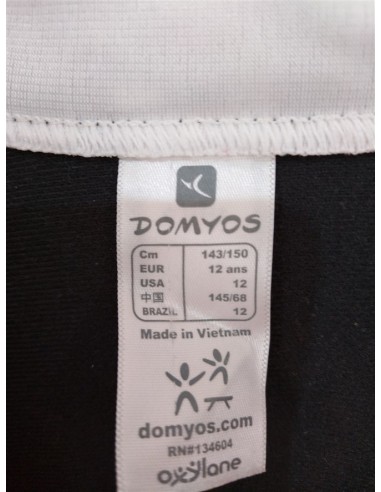 DOMYOS
Cm 143/150
EUR 12 ans
USA 12
中国 145/68
BRAZIL 12
Made in Vietnam
domyos.com
RN#134604
oxylane